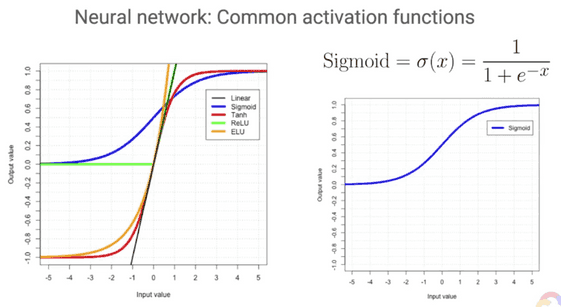 Neural network: Common activation functions
Sigmoid = σ(x) = 1 / (1 + e^{-x})
Output value
1.0
0.8
0.6
0.4
0.2
0.0
-0.2
-0.4
-0.6
-0.8
-1.0
Linear
Sigmoid
Tanh
ReLU
ELU
-5 -4 -3 -2 -1 0 1 2 3 4 5
Input value
Output value
1.0
0.8
0.6
0.4
0.2
0.0
-0.2
-0.4
-0.6
-0.8
-1.0
Sigmoid
-5 -4 -3 -2 -1 0 1 2 3 4 5
Input value